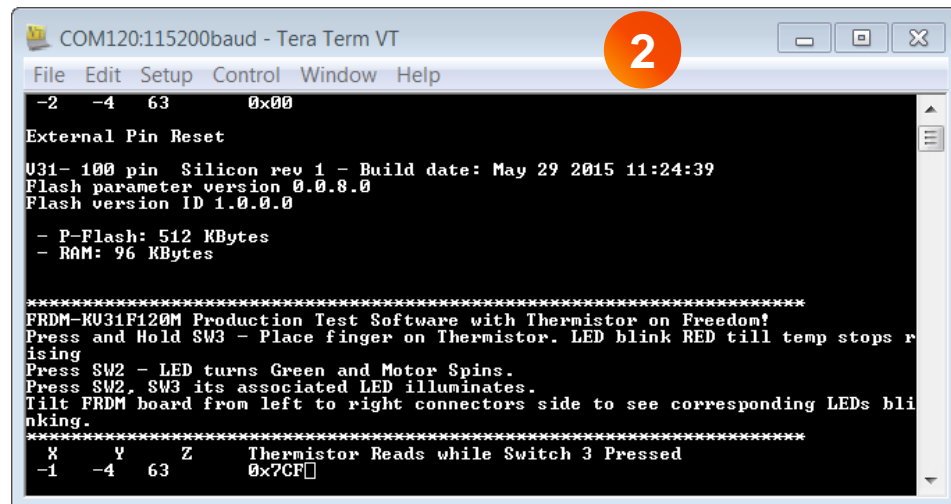 COM120:115200baud - Tera Term VT
2
File Edit Setup Control Window Help
-2 -4 63 0x00
External Pin Reset
V31- 100 pin Silicon rev 1 - Build date: May 29 2015 11:24:39
Flash parameter version 0.0.8.0
Flash version ID 1.0.0.0
- P-Flash: 512 KBytes
- RAM: 96 KBytes
**********************************************************************
FRDM-KV31F120M Production Test Software with Thermistor on Freedom!
Press and Hold SW3 - Place finger on Thermistor. LED blink RED till temp stops r
ising
Press SW2 - LED turns Green and Motor Spins.
Press SW2, SW3 its associated LED illuminates.
Tilt FRDM board from left to right connectors side to see corresponding LEDs bli
nking.
**********************************************************************
X Y Z Thermistor Reads while Switch 3 Pressed
-1 -4 63 0x7CF